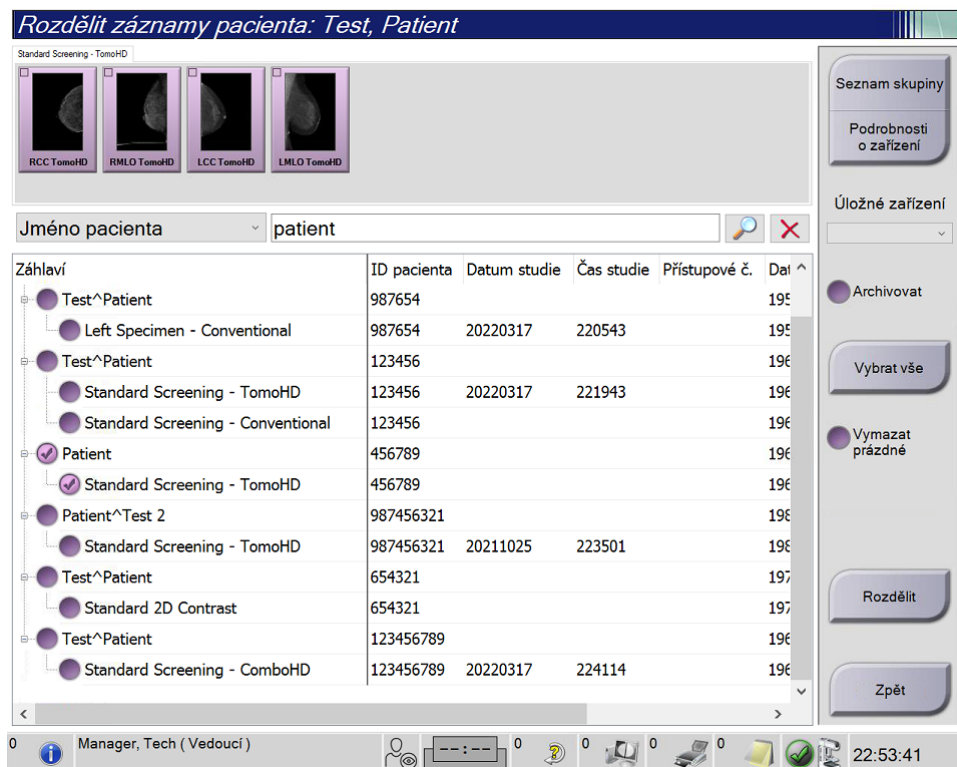 Rozdělit záznamy pacienta: Test, Patient
Standard Screening - TomoHD
RCC TomoHD RMLO TomoHD LCC TomoHD LMLO TomoHD
Jméno pacienta patient
Záhlaví ID pacienta Datum studie Čas studie Přístupové č. Dat
Test^Patient 987654 195
Left Specimen - Conventional 987654 20220317 220543 195
Test^Patient 123456 196
Standard Screening - TomoHD 123456 20220317 221943 196
Standard Screening - Conventional 123456 196
Patient 456789 196
Standard Screening - TomoHD 456789 196
Patient^Test 2 987456321 198
Standard Screening - TomoHD 987456321 20211025 223501 198
Test^Patient 654321 197
Standard 2D Contrast 654321 197
Test^Patient 123456789 196
Standard Screening - ComboHD 123456789 20220317 224114 196
Seznam skupiny
Podrobnosti
o zařízení
Úložné zařízení
Archivovat
Vybrat vše
Vymazat
prázdné
Rozdělit
Zpět
0 Manager, Tech ( Vedoucí ) --:-- 0 0 0 0 22:53:41